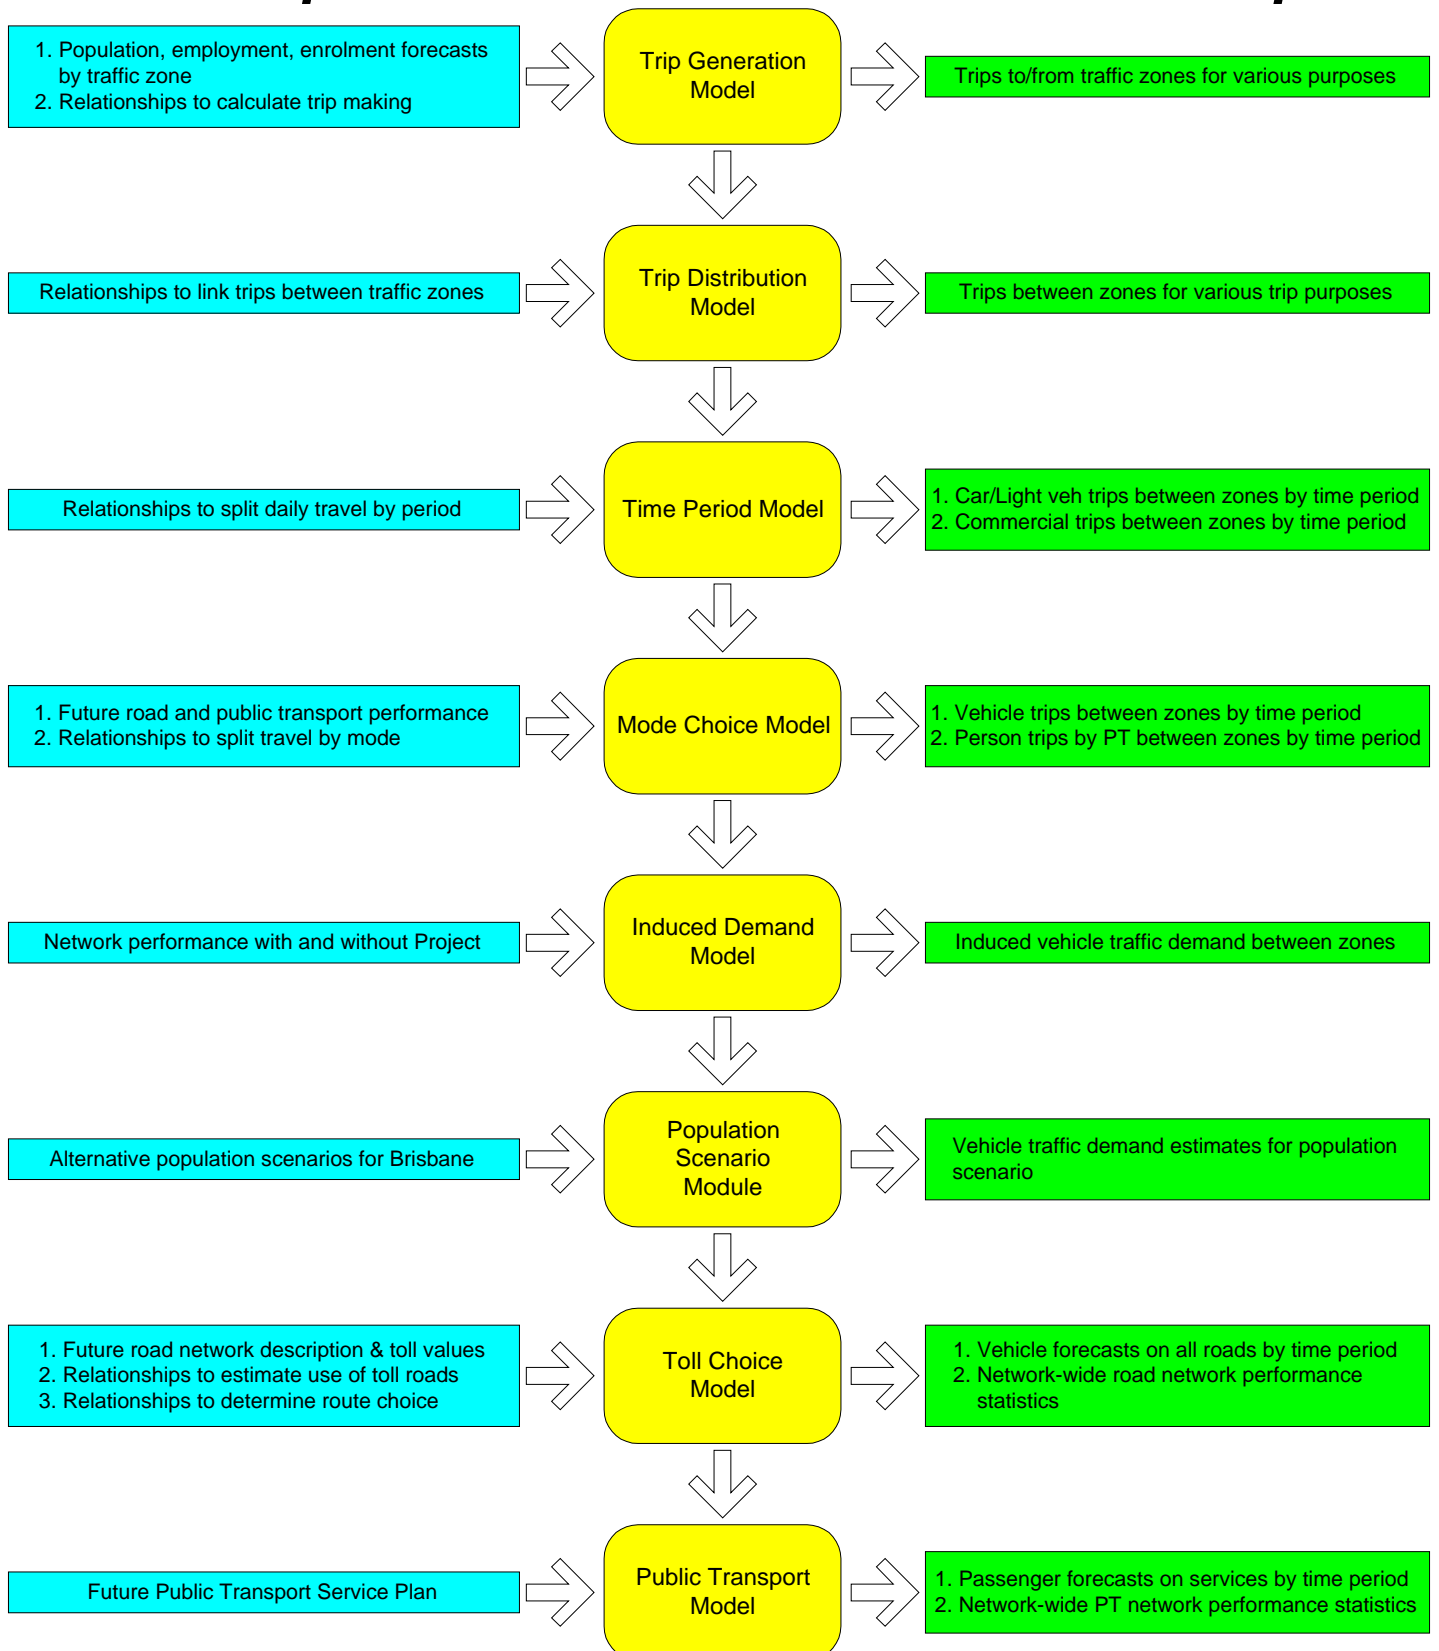 1. Population, employment, enrolment forecasts
by traffic zone
2. Relationships to calculate trip making
Trip Generation
Model
Trips to/from traffic zones for various purposes
Relationships to link trips between traffic zones
Trip Distribution
Model
Trips between zones for various trip purposes
Relationships to split daily travel by period
Time Period Model
1. Car/Light veh trips between zones by time period
2. Commercial trips between zones by time period
1. Future road and public transport performance
2. Relationships to split travel by mode
Mode Choice Model
1. Vehicle trips between zones by time period
2. Person trips by PT between zones by time period
Network performance with and without Project
Induced Demand
Model
Induced vehicle traffic demand between zones
Alternative population scenarios for Brisbane
Population
Scenario
Module
Vehicle traffic demand estimates for population
scenario
1. Future road network description & toll values
2. Relationships to estimate use of toll roads
3. Relationships to determine route choice
Toll Choice
Model
1. Vehicle forecasts on all roads by time period
2. Network-wide road network performance
statistics
Future Public Transport Service Plan
Public Transport
Model
1. Passenger forecasts on services by time period
2. Network-wide PT network performance statistics